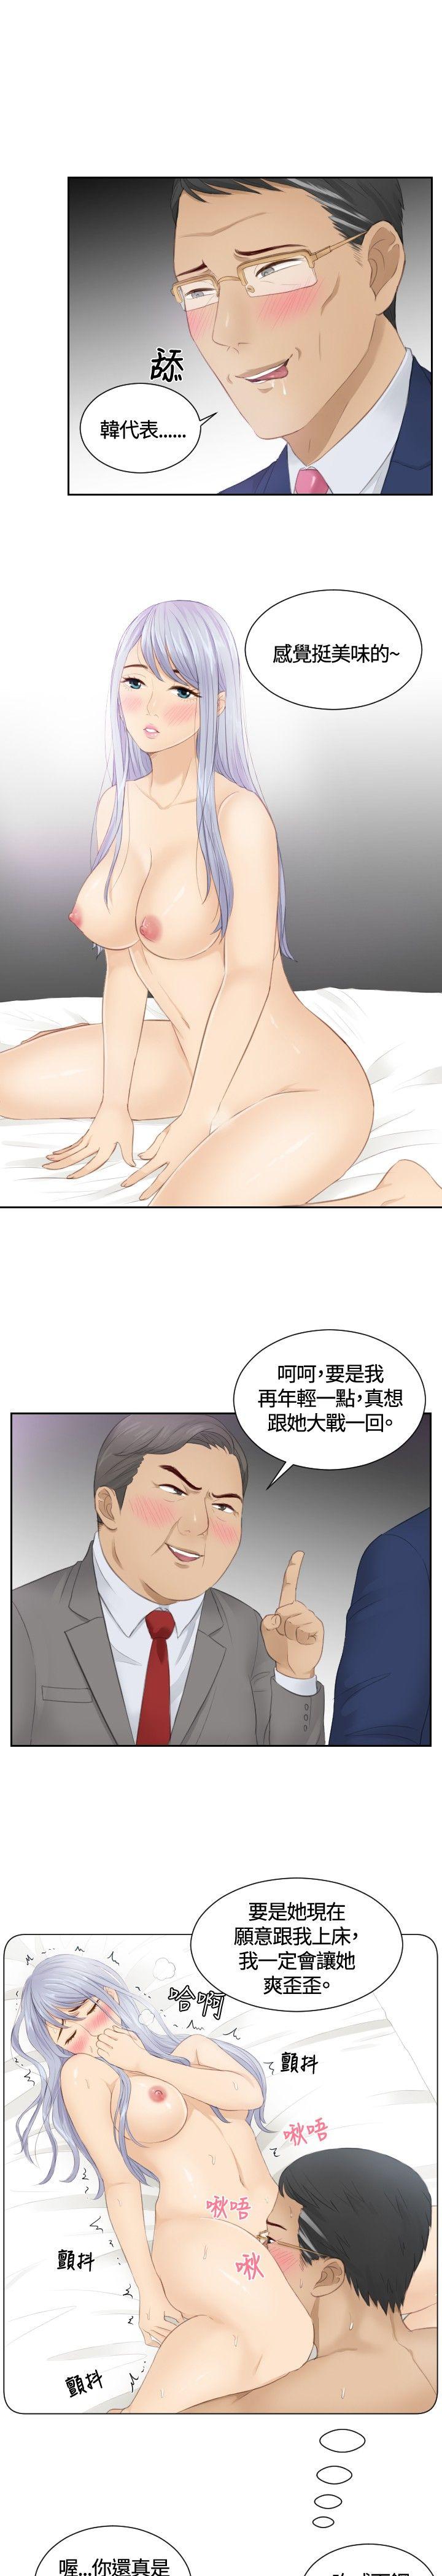 舔
韓代表......
感覺挺美味的~
呵呵,要是我
再年輕一點,真想
跟她大戰一回。
要是她現在
願意跟我上床,
我一定會讓她
爽歪歪。
哈啊
顫抖
啾唔
啾唔
啾
顫抖
顫抖
喔...你還真是